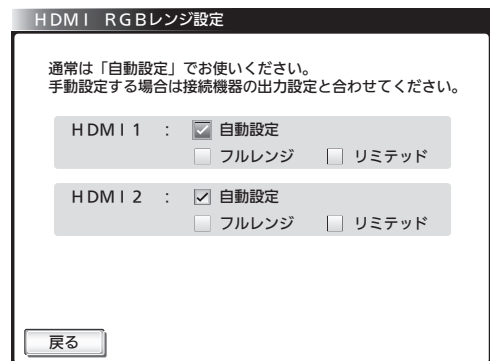 HDMI RGBレンジ設定
通常は「自動設定」でお使いください。
手動設定する場合は接続機器の出力設定と合わせてください。
HDMI1 : 自動設定
フルレンジ リミテッド
HDMI2 : 自動設定
フルレンジ リミテッド
戻る